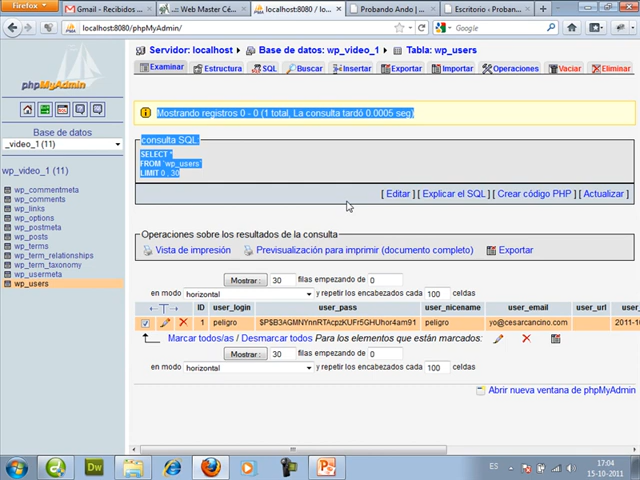 Firefox
Gmail - Recibidos
.:: Web Master Cé...
localhost:8080 / lo...
Probando Ando | ...
Escritorio ‹ Proban...
localhost:8080/phpMyAdmin/
Google
phpMyAdmin
Base de datos
_video_1 (11)
wp_video_1 (11)
wp_commentmeta
wp_comments
wp_links
wp_options
wp_postmeta
wp_posts
wp_terms
wp_term_relationships
wp_term_taxonomy
wp_usermeta
wp_users
Servidor: localhost
Base de datos: wp_video_1
Tabla: wp_users
Examinar
Estructura
SQL
Buscar
Insertar
Exportar
Importar
Operaciones
Vaciar
Eliminar
Mostrando registros 0 - 0 (1 total, La consulta tardó 0.0005 seg)
consulta SQL:
SELECT *
FROM `wp_users`
LIMIT 0 , 30
[ Editar ] [ Explicar el SQL ] [ Crear código PHP ] [ Actualizar ]
Operaciones sobre los resultados de la consulta
Vista de impresión
Previsualización para imprimir (documento completo)
Exportar
Mostrar : 30 filas empezando de 0
en modo horizontal y repetir los encabezados cada 100 celdas
ID user_login user_pass user_nicename user_email user_url
1 peligro peligro yo@cesarcancino.com
Marcar todos/as / Desmarcar todos Para los elementos que están marcados:
Mostrar : 30 filas empezando de 0
en modo horizontal y repetir los encabezados cada 100 celdas
Abrir nueva ventana de phpMyAdmin
ES
17:04
15-10-2011